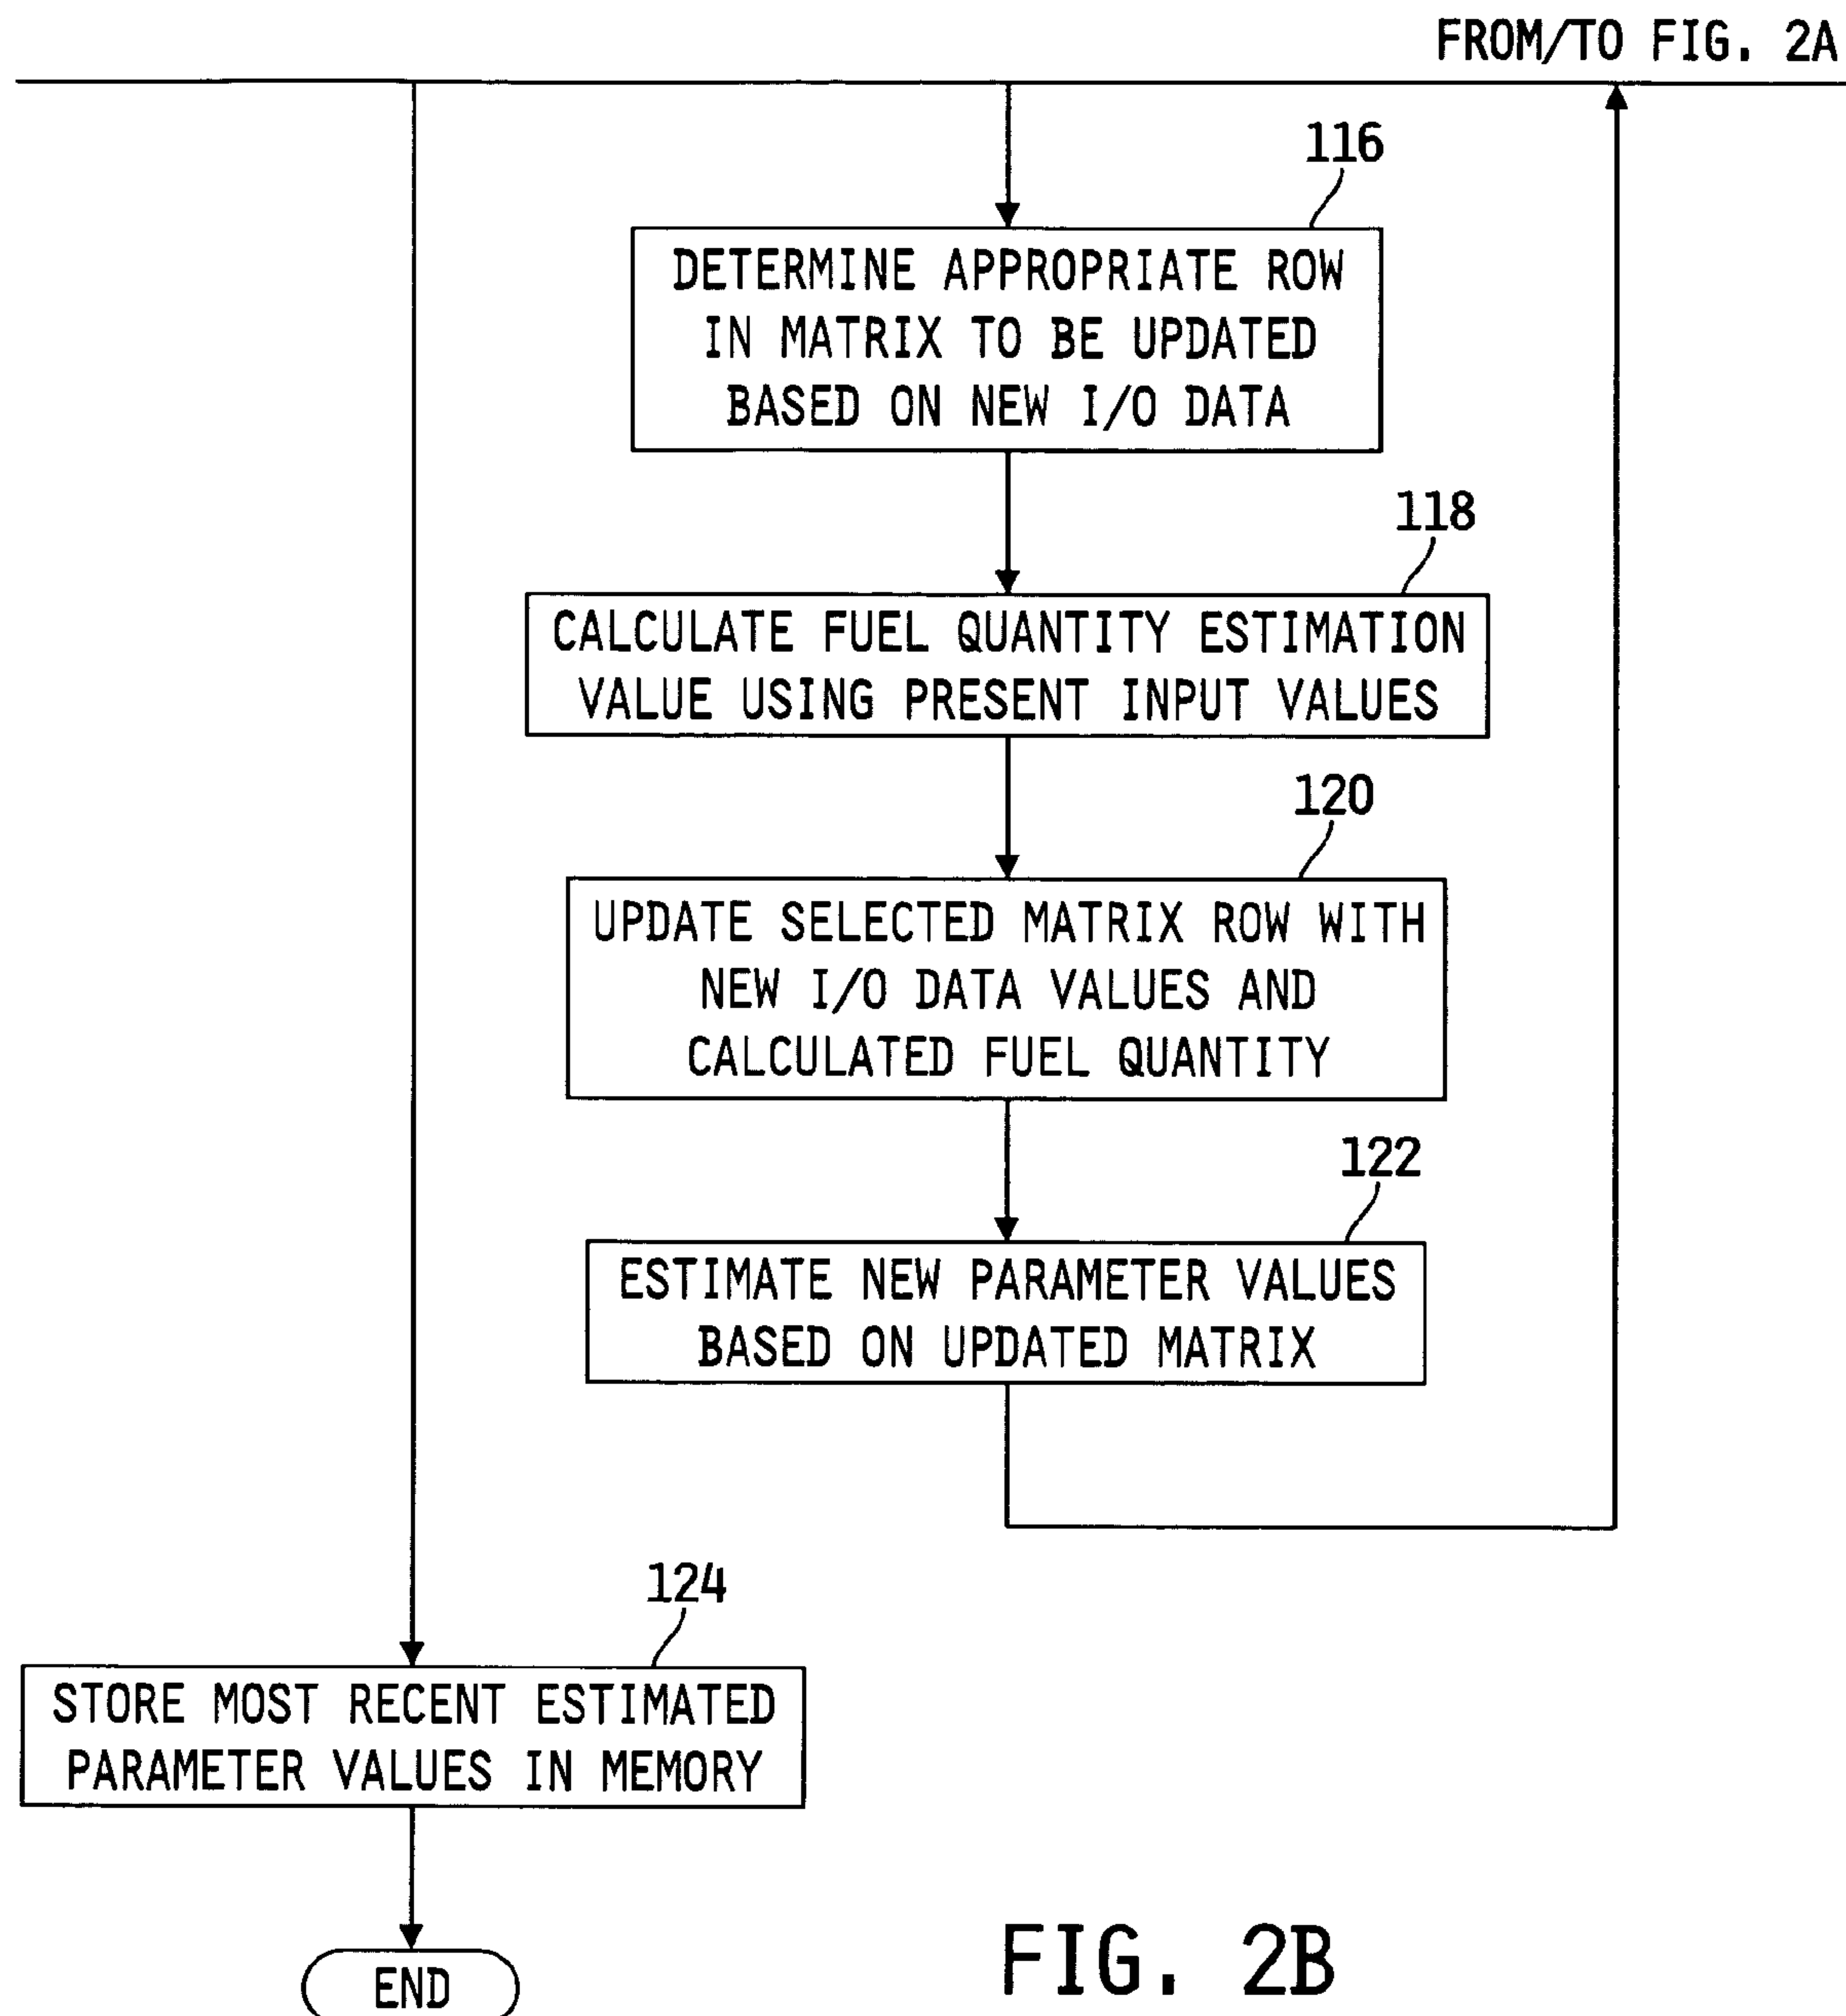 FROM/TO FIG. 2A
116
DETERMINE APPROPRIATE ROW
IN MATRIX TO BE UPDATED
BASED ON NEW I/O DATA
118
CALCULATE FUEL QUANTITY ESTIMATION
VALUE USING PRESENT INPUT VALUES
120
UPDATE SELECTED MATRIX ROW WITH
NEW I/O DATA VALUES AND
CALCULATED FUEL QUANTITY
122
ESTIMATE NEW PARAMETER VALUES
BASED ON UPDATED MATRIX
124
STORE MOST RECENT ESTIMATED
PARAMETER VALUES IN MEMORY
END
FIG. 2B